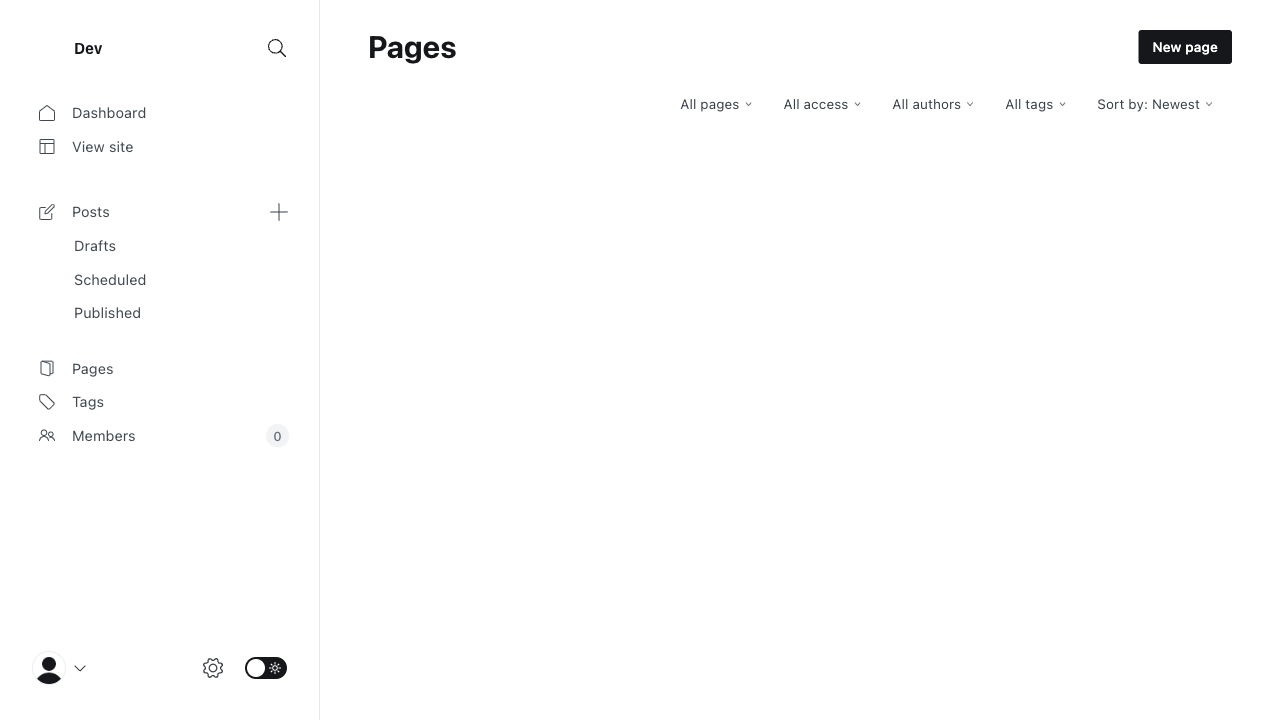 Dev
Dashboard
View site
Posts
Drafts
Scheduled
Published
Pages
Tags
Members 0
Pages
New page
All pages All access All authors All tags Sort by: Newest